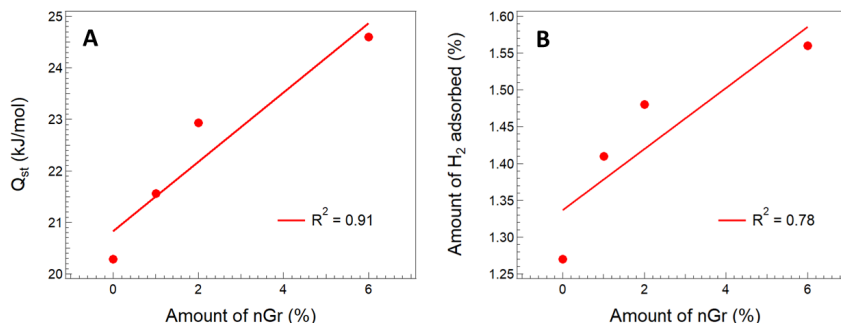 A
25
24
23
22
21
20
Q_st (kJ/mol)
R² = 0.91
0 2 4 6
Amount of nGr (%)
B
1.60
1.55
1.50
1.45
1.40
1.35
1.30
1.25
Amount of H₂ adsorbed (%)
R² = 0.78
0 2 4 6
Amount of nGr (%)